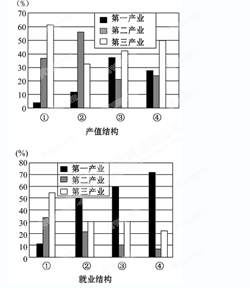 (%)
70
60
50
40
30
20
10
0
第一产业
第二产业
第三产业
① ② ③ ④
产值结构
(%)
80
70
60
50
40
30
20
10
0
第一产业
第二产业
第三产业
① ② ③ ④
就业结构